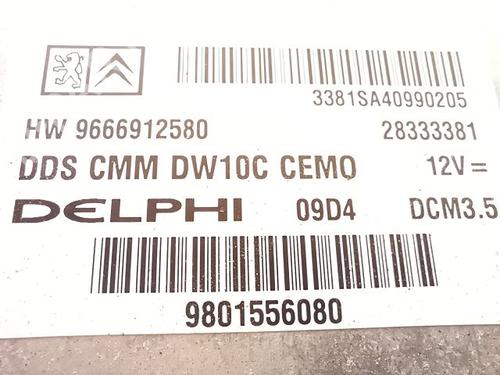 3381SA40990205
HW 9666912580 28333381
DDS CMM DW10C CEMO 12V=
DELPHI 09D4 DCM3.5
9801556080